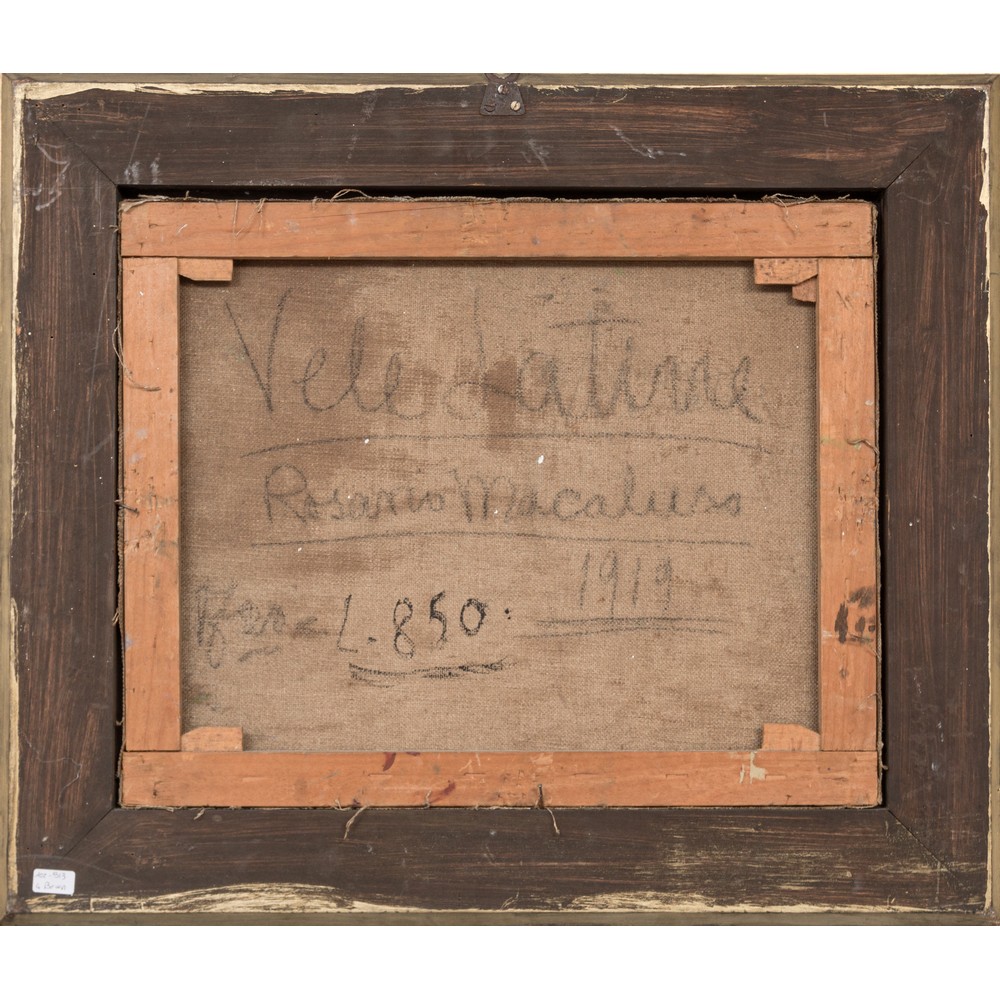 Vele Latine
Rosario Macaluso
1919
L. 850.